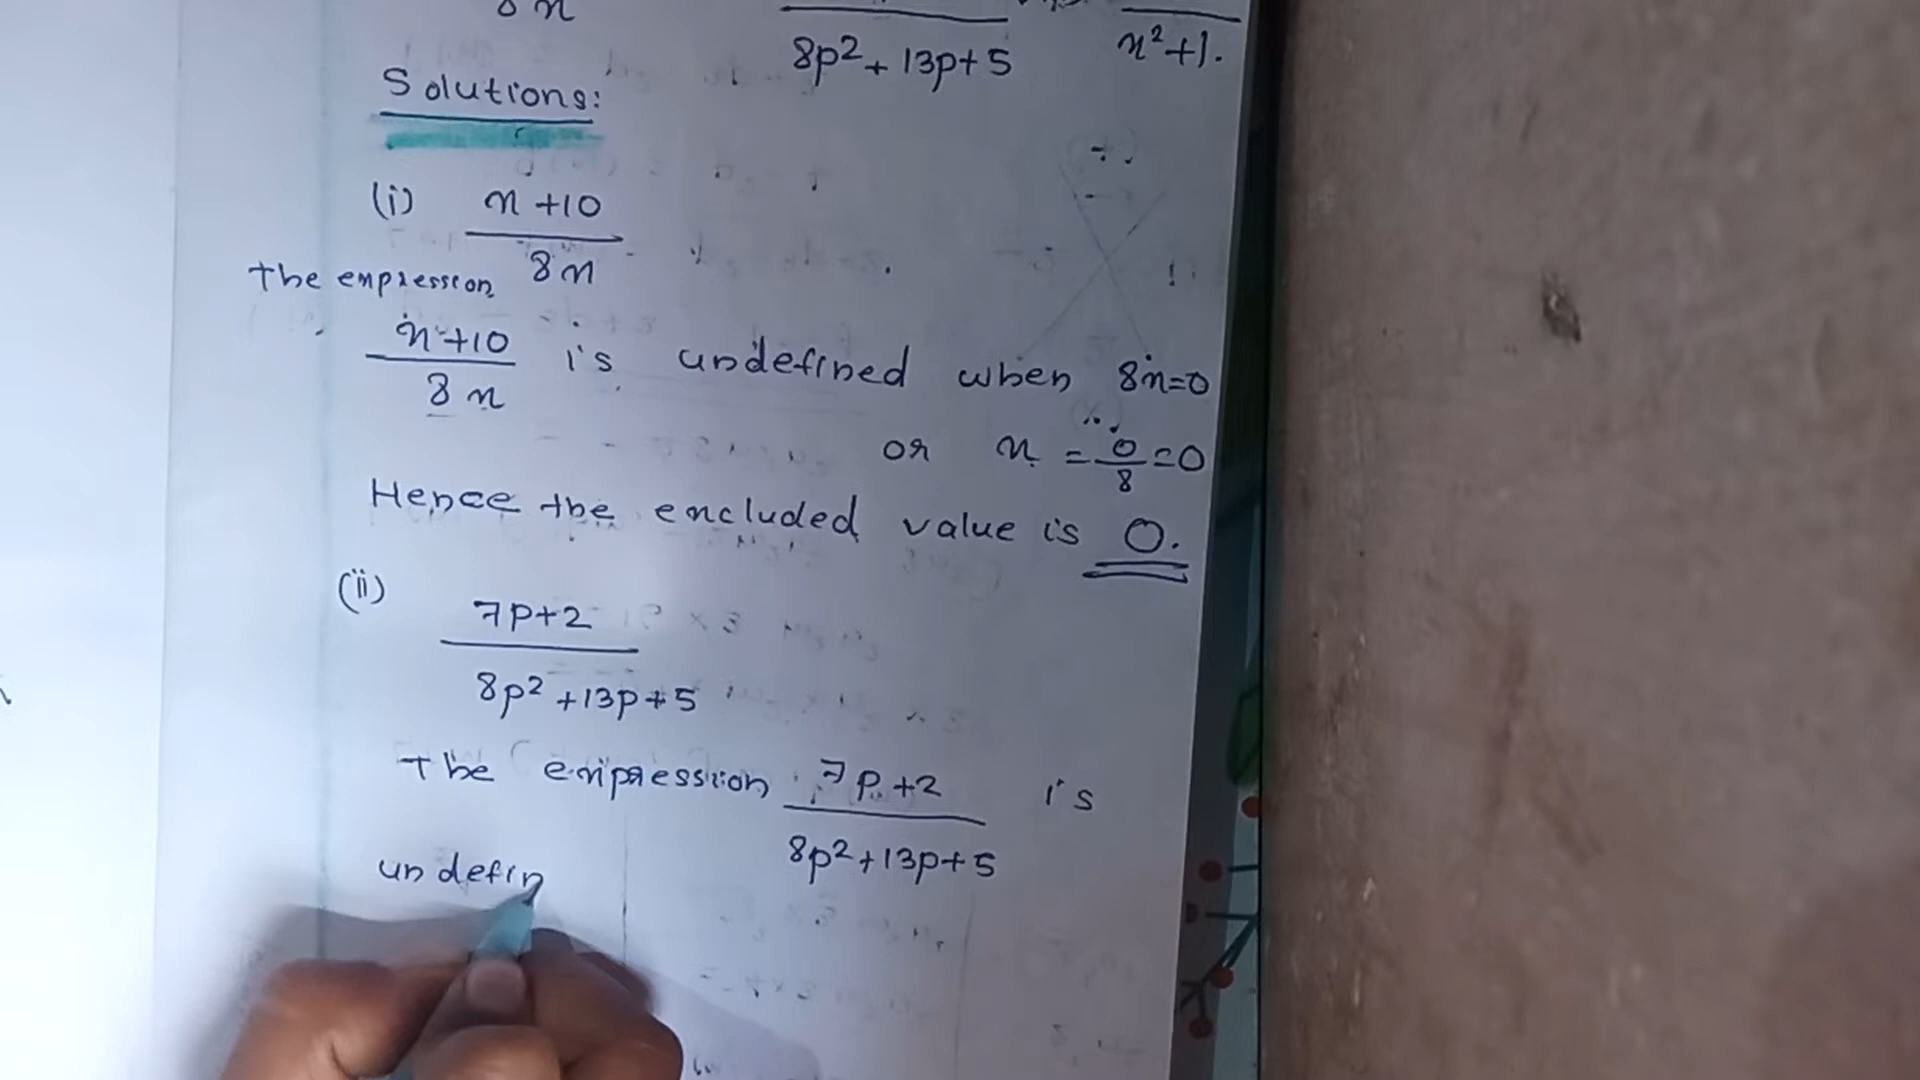 8x
8p²+13p+5   x²+1.
Solutions:
(i) x+10
8x
The expression
x+10
8x
is undefined when 8x=0
or x = 0/8 = 0
Hence the excluded value is 0.
(ii) 7p+2
8p²+13p+5
The expression 7p+2 is
8p²+13p+5
undefin